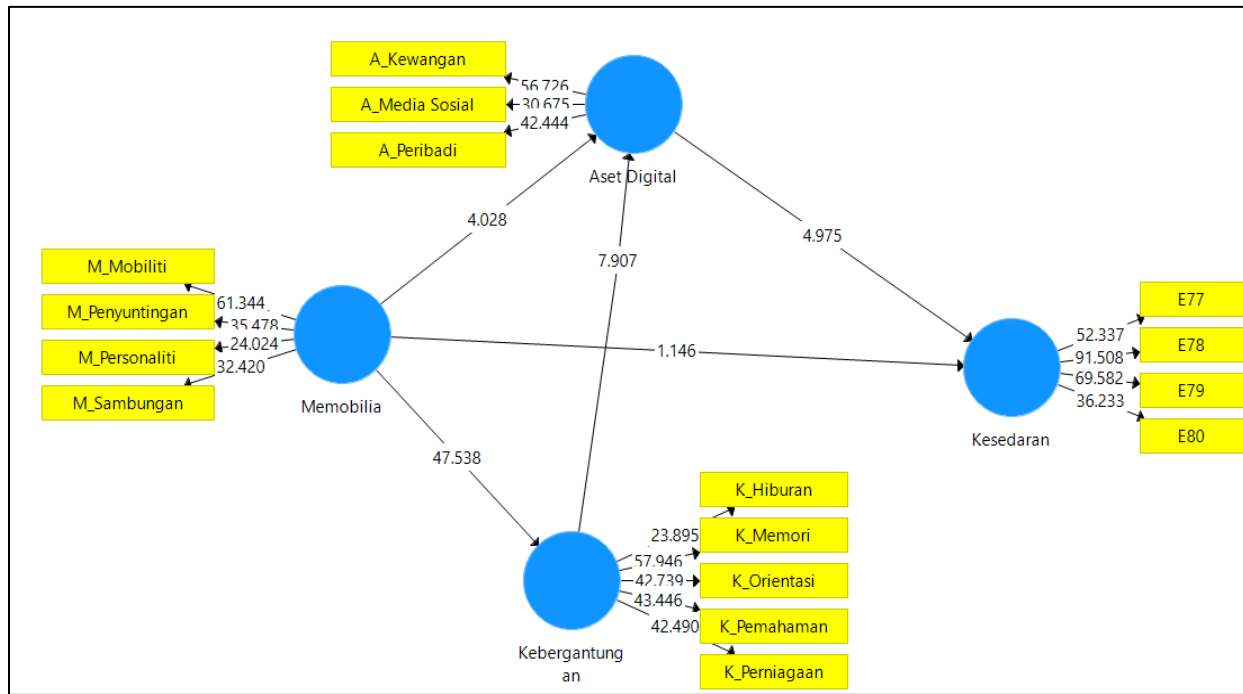 A_Kewangan
56.726
A_Media Sosial
30.675
A_Peribadi
42.444
Aset Digital
4.028
7.907
4.975
M_Mobiliti
61.344
M_Penyuntingan
35.478
M_Personaliti
24.024
M_Sambungan
32.420
Memobilia
1.146
E77
52.337
E78
91.508
E79
69.582
E80
36.233
Kesedaran
47.538
K_Hiburan
23.895
K_Memori
57.946
K_Orientasi
42.739
K_Pemahaman
43.446
K_Perniagaan
42.490
Kebergantung
an